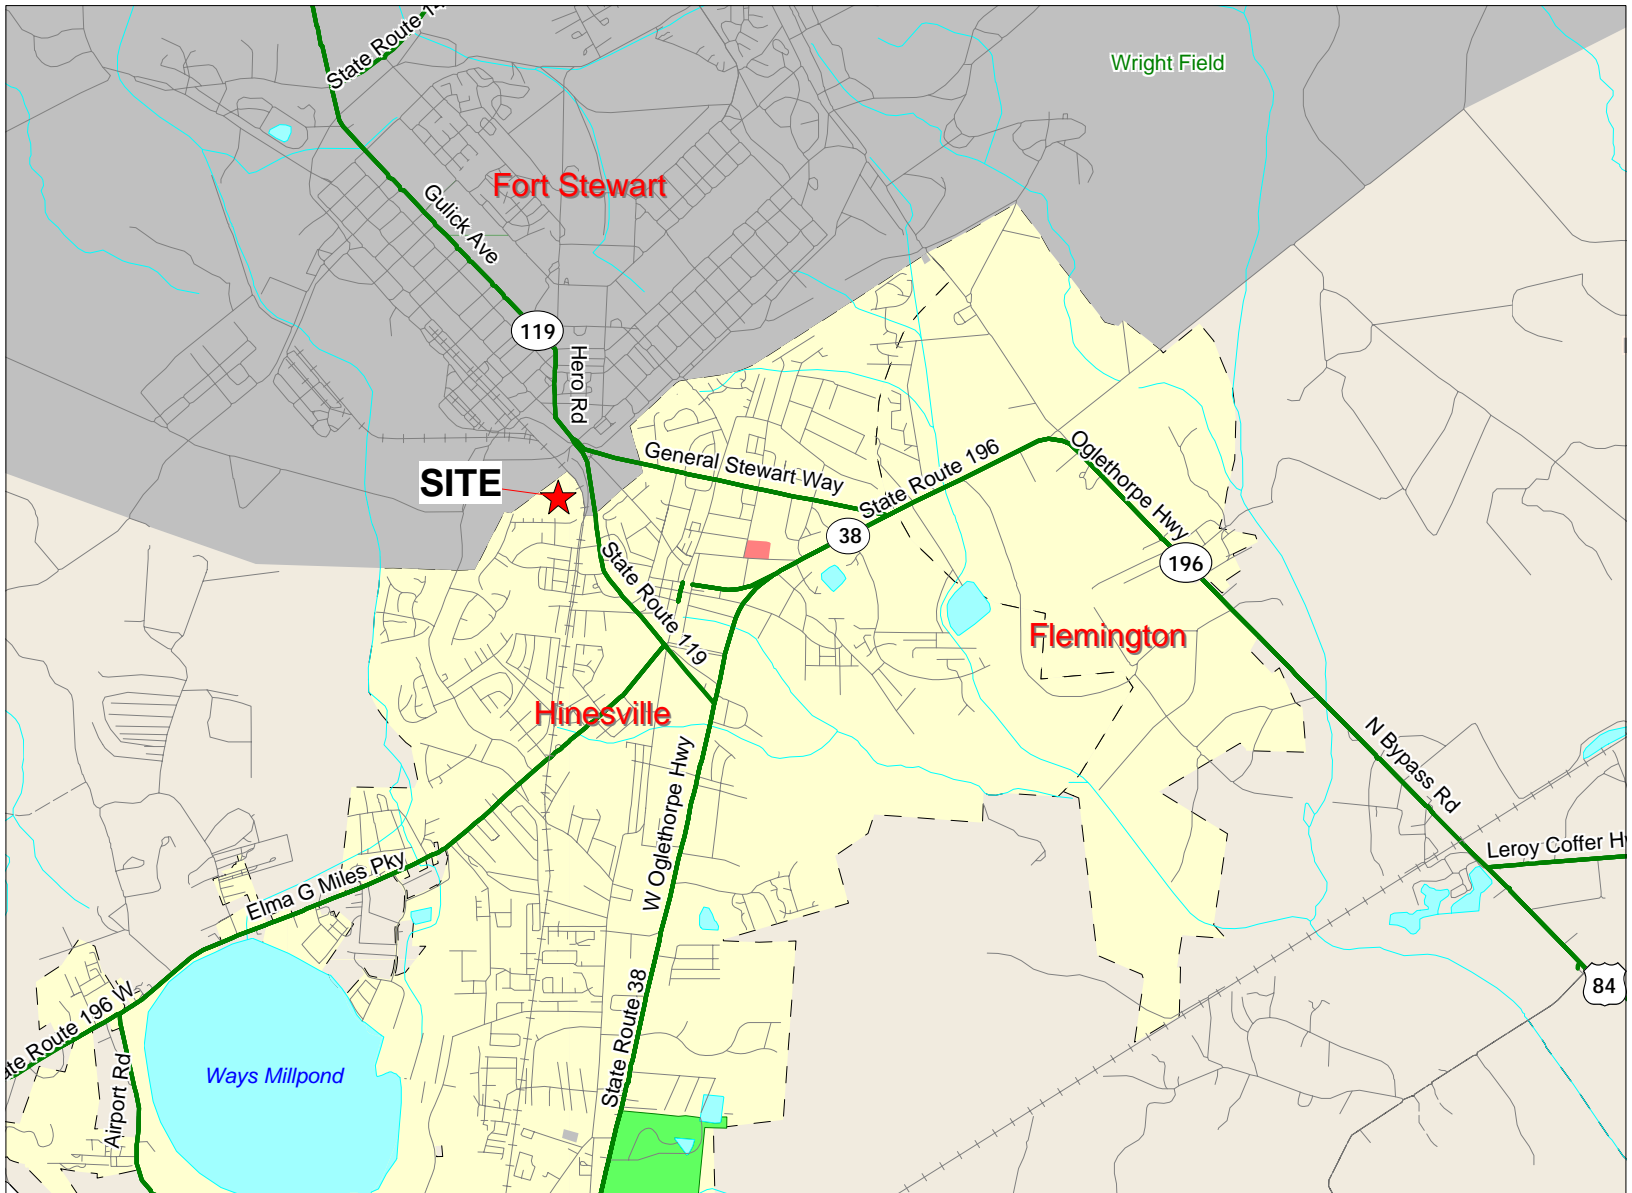 State Route 14
Wright Field
Fort Stewart
Gulick Ave
119
Hero Rd
General Stewart Way
State Route 196
Oglethorpe Hwy
SITE
38
196
State Route 119
Flemington
Hinesville
N Bypass Rd
W Oglethorpe Hwy
Leroy Coffer H
Elma G Miles Pky
84
State Route 38
ate Route 196 W
Ways Millpond
Airport Rd